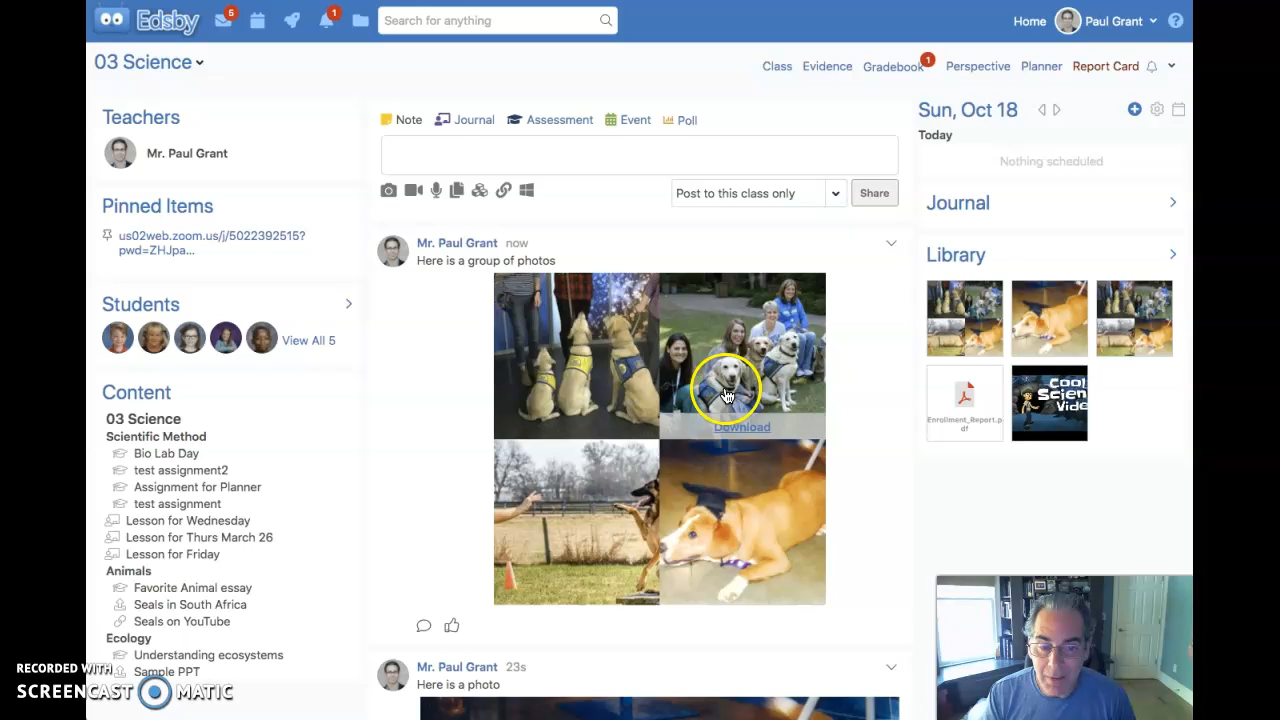 5
1
Edsby
Search for anything
Home
Paul Grant
03 Science
Class
Evidence
Gradebook
1
Perspective
Planner
Report Card
Teachers
Mr. Paul Grant
Pinned Items
us02web.zoom.us/j/5022392515?
pwd=ZHJpa...
Students
View All 5
Content
03 Science
Scientific Method
Bio Lab Day
test assignment2
Assignment for Planner
test assignment
Lesson for Wednesday
Lesson for Thurs March 26
Lesson for Friday
Animals
Favorite Animal essay
Seals in South Africa
Seals on YouTube
Ecology
Understanding ecosystems
Sample PPT
Note
Journal
Assessment
Event
Poll
Post to this class only
Share
Mr. Paul Grant now
Here is a group of photos
Download
Mr. Paul Grant 23s
Here is a photo
Sun, Oct 18
Today
Nothing scheduled
Journal
Library
Enrollment_Report.p
df
Cool
Scien
Vide
RECORDED WITH
SCREENCAST MATIC